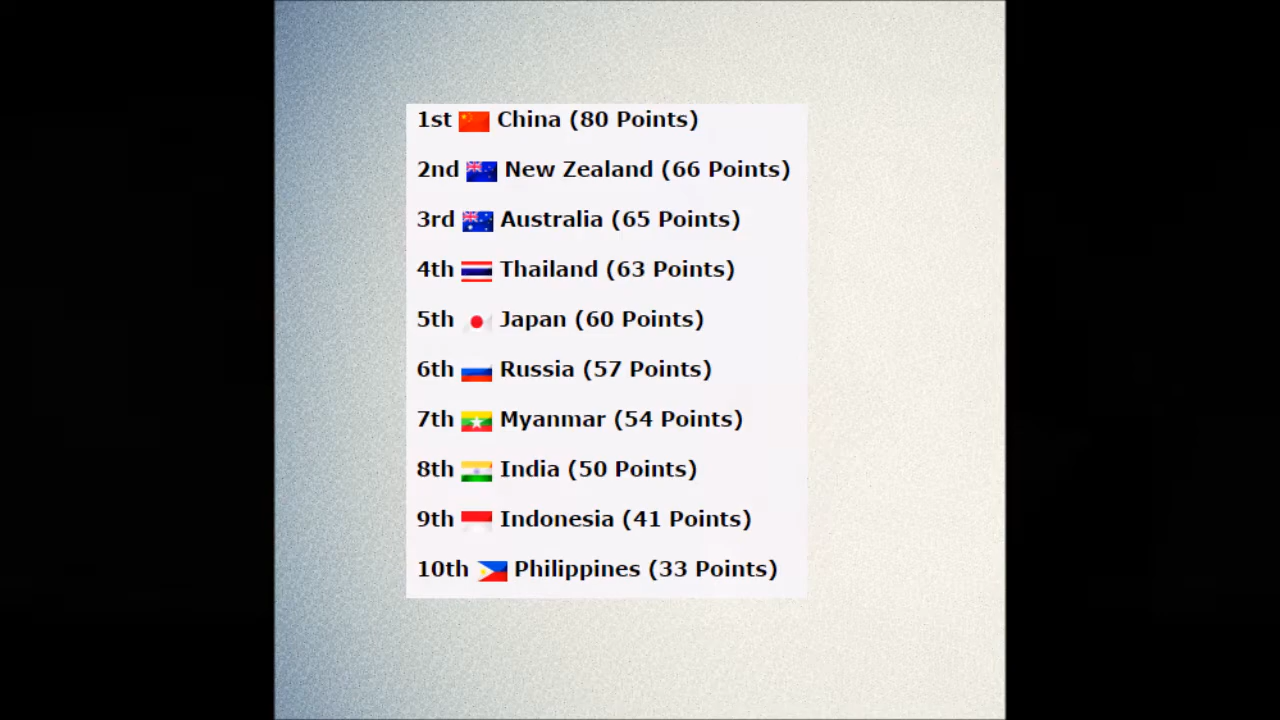 1st China (80 Points)
2nd New Zealand (66 Points)
3rd Australia (65 Points)
4th Thailand (63 Points)
5th Japan (60 Points)
6th Russia (57 Points)
7th Myanmar (54 Points)
8th India (50 Points)
9th Indonesia (41 Points)
10th Philippines (33 Points)